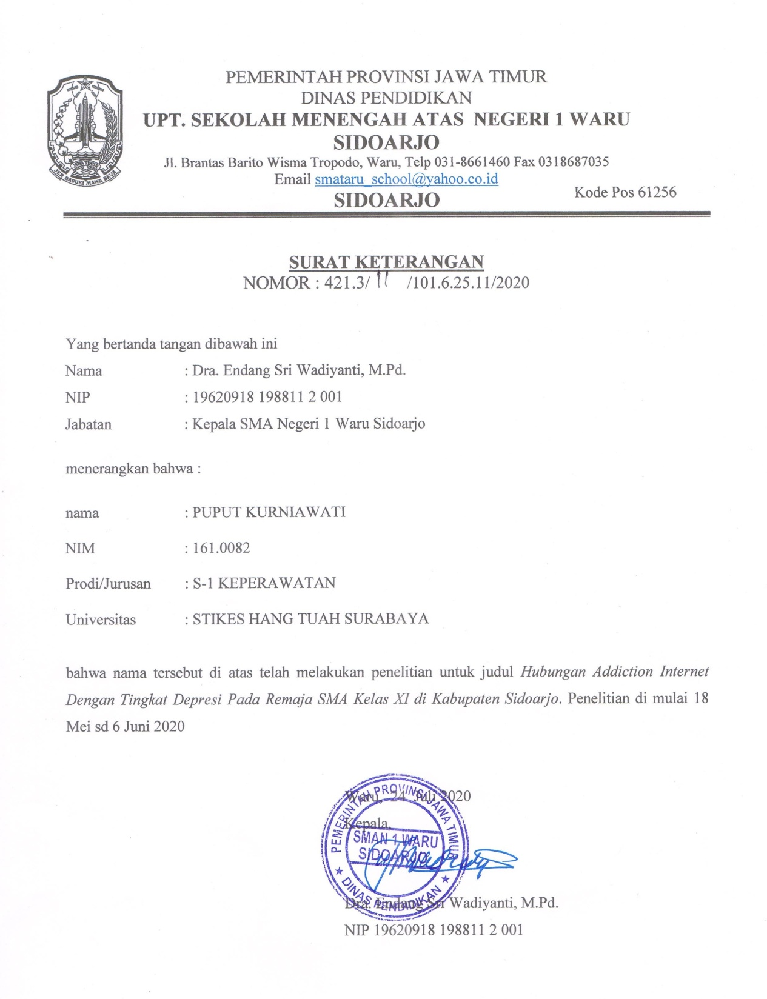 PEMERINTAH PROVINSI JAWA TIMUR
DINAS PENDIDIKAN
UPT. SEKOLAH MENENGAH ATAS NEGERI 1 WARU
SIDOARJO
Jl. Brantas Barito Wisma Tropodo, Waru, Telp 031-8661460 Fax 0318687035
Email smataru_school@yahoo.co.id
Kode Pos 61256
SIDOARJO
JAWA TIMUR
JER BASUKI MAWA BEYA
SURAT KETERANGAN
NOMOR : 421.3/ 11 /101.6.25.11/2020
Yang bertanda tangan dibawah ini
Nama : Dra. Endang Sri Wadiyanti, M.Pd.
NIP : 19620918 198811 2 001
Jabatan : Kepala SMA Negeri 1 Waru Sidoarjo
menerangkan bahwa :
nama : PUPUT KURNIAWATI
NIM : 161.0082
Prodi/Jurusan : S-1 KEPERAWATAN
Universitas : STIKES HANG TUAH SURABAYA
bahwa nama tersebut di atas telah melakukan penelitian untuk judul Hubungan Addiction Internet
Dengan Tingkat Depresi Pada Remaja SMA Kelas XI di Kabupaten Sidoarjo. Penelitian di mulai 18
Mei sd 6 Juni 2020
Waru, 24 Juli 2020
Kepala,
PEMERINTAH PROVINSI JAWA TIMUR
SMAN 1 WARU
SIDOARJO
★ DINAS PENDIDIKAN ★
Dra. Endang Sri Wadiyanti, M.Pd.
NIP 19620918 198811 2 001